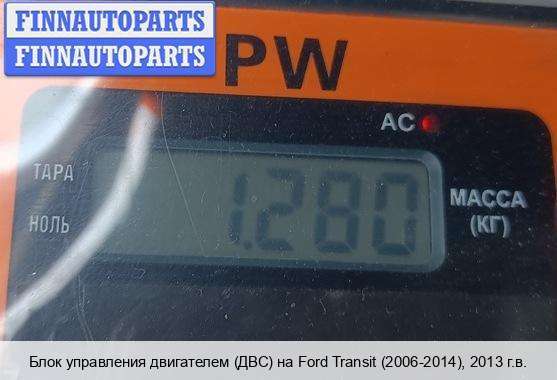 FINNAUTOPARTS
FINNAUTOPARTS
PW
AC
ТАРА
НОЛЬ
1.280
МАССА
(КГ)
Блок управления двигателем (ДВС) на Ford Transit (2006-2014), 2013 г.в.